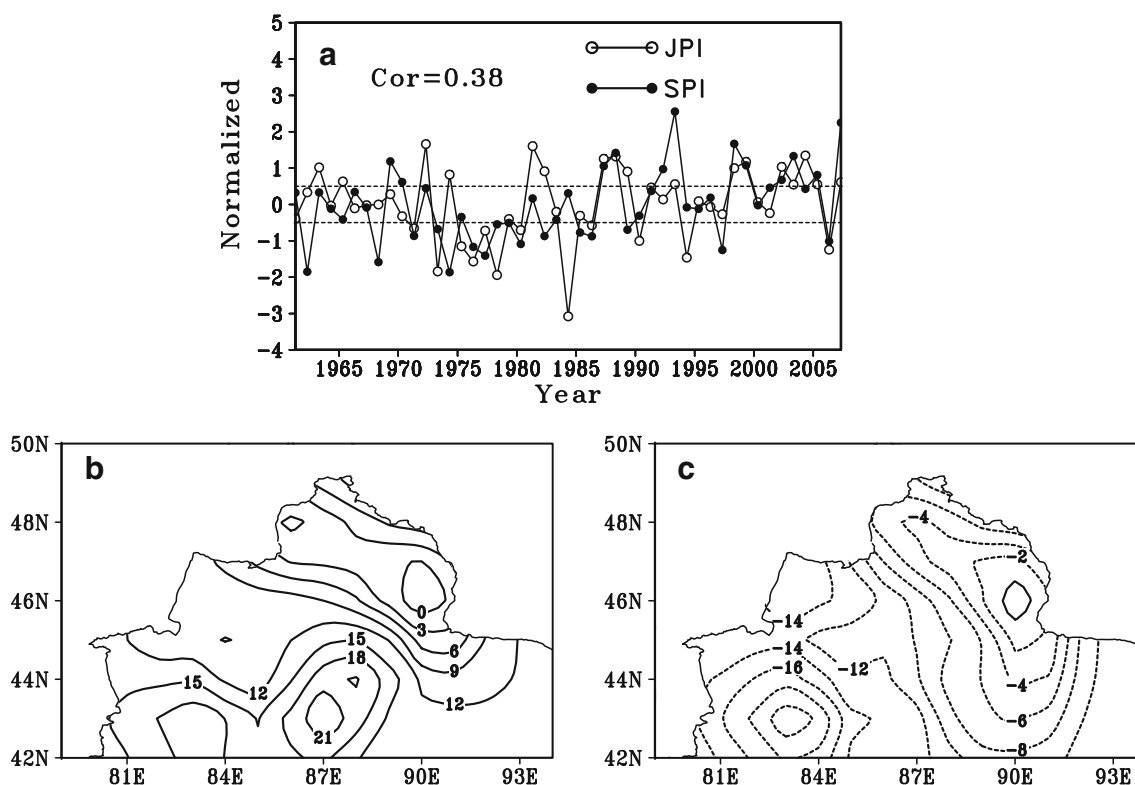 5
4
3
2
1
0
−1
−2
−3
−4
Normalized
a
Cor=0.38
JPI
SPI
1965 1970 1975 1980 1985 1990 1995 2000 2005
Year
50N
48N
46N
44N
42N
b
0
3
6
9
12
15
18
12
15
21
81E 84E 87E 90E 93E
50N
48N
46N
44N
42N
c
−4
−2
−14
−14
−16
−12
−4
−6
−8
81E 84E 87E 90E 93E